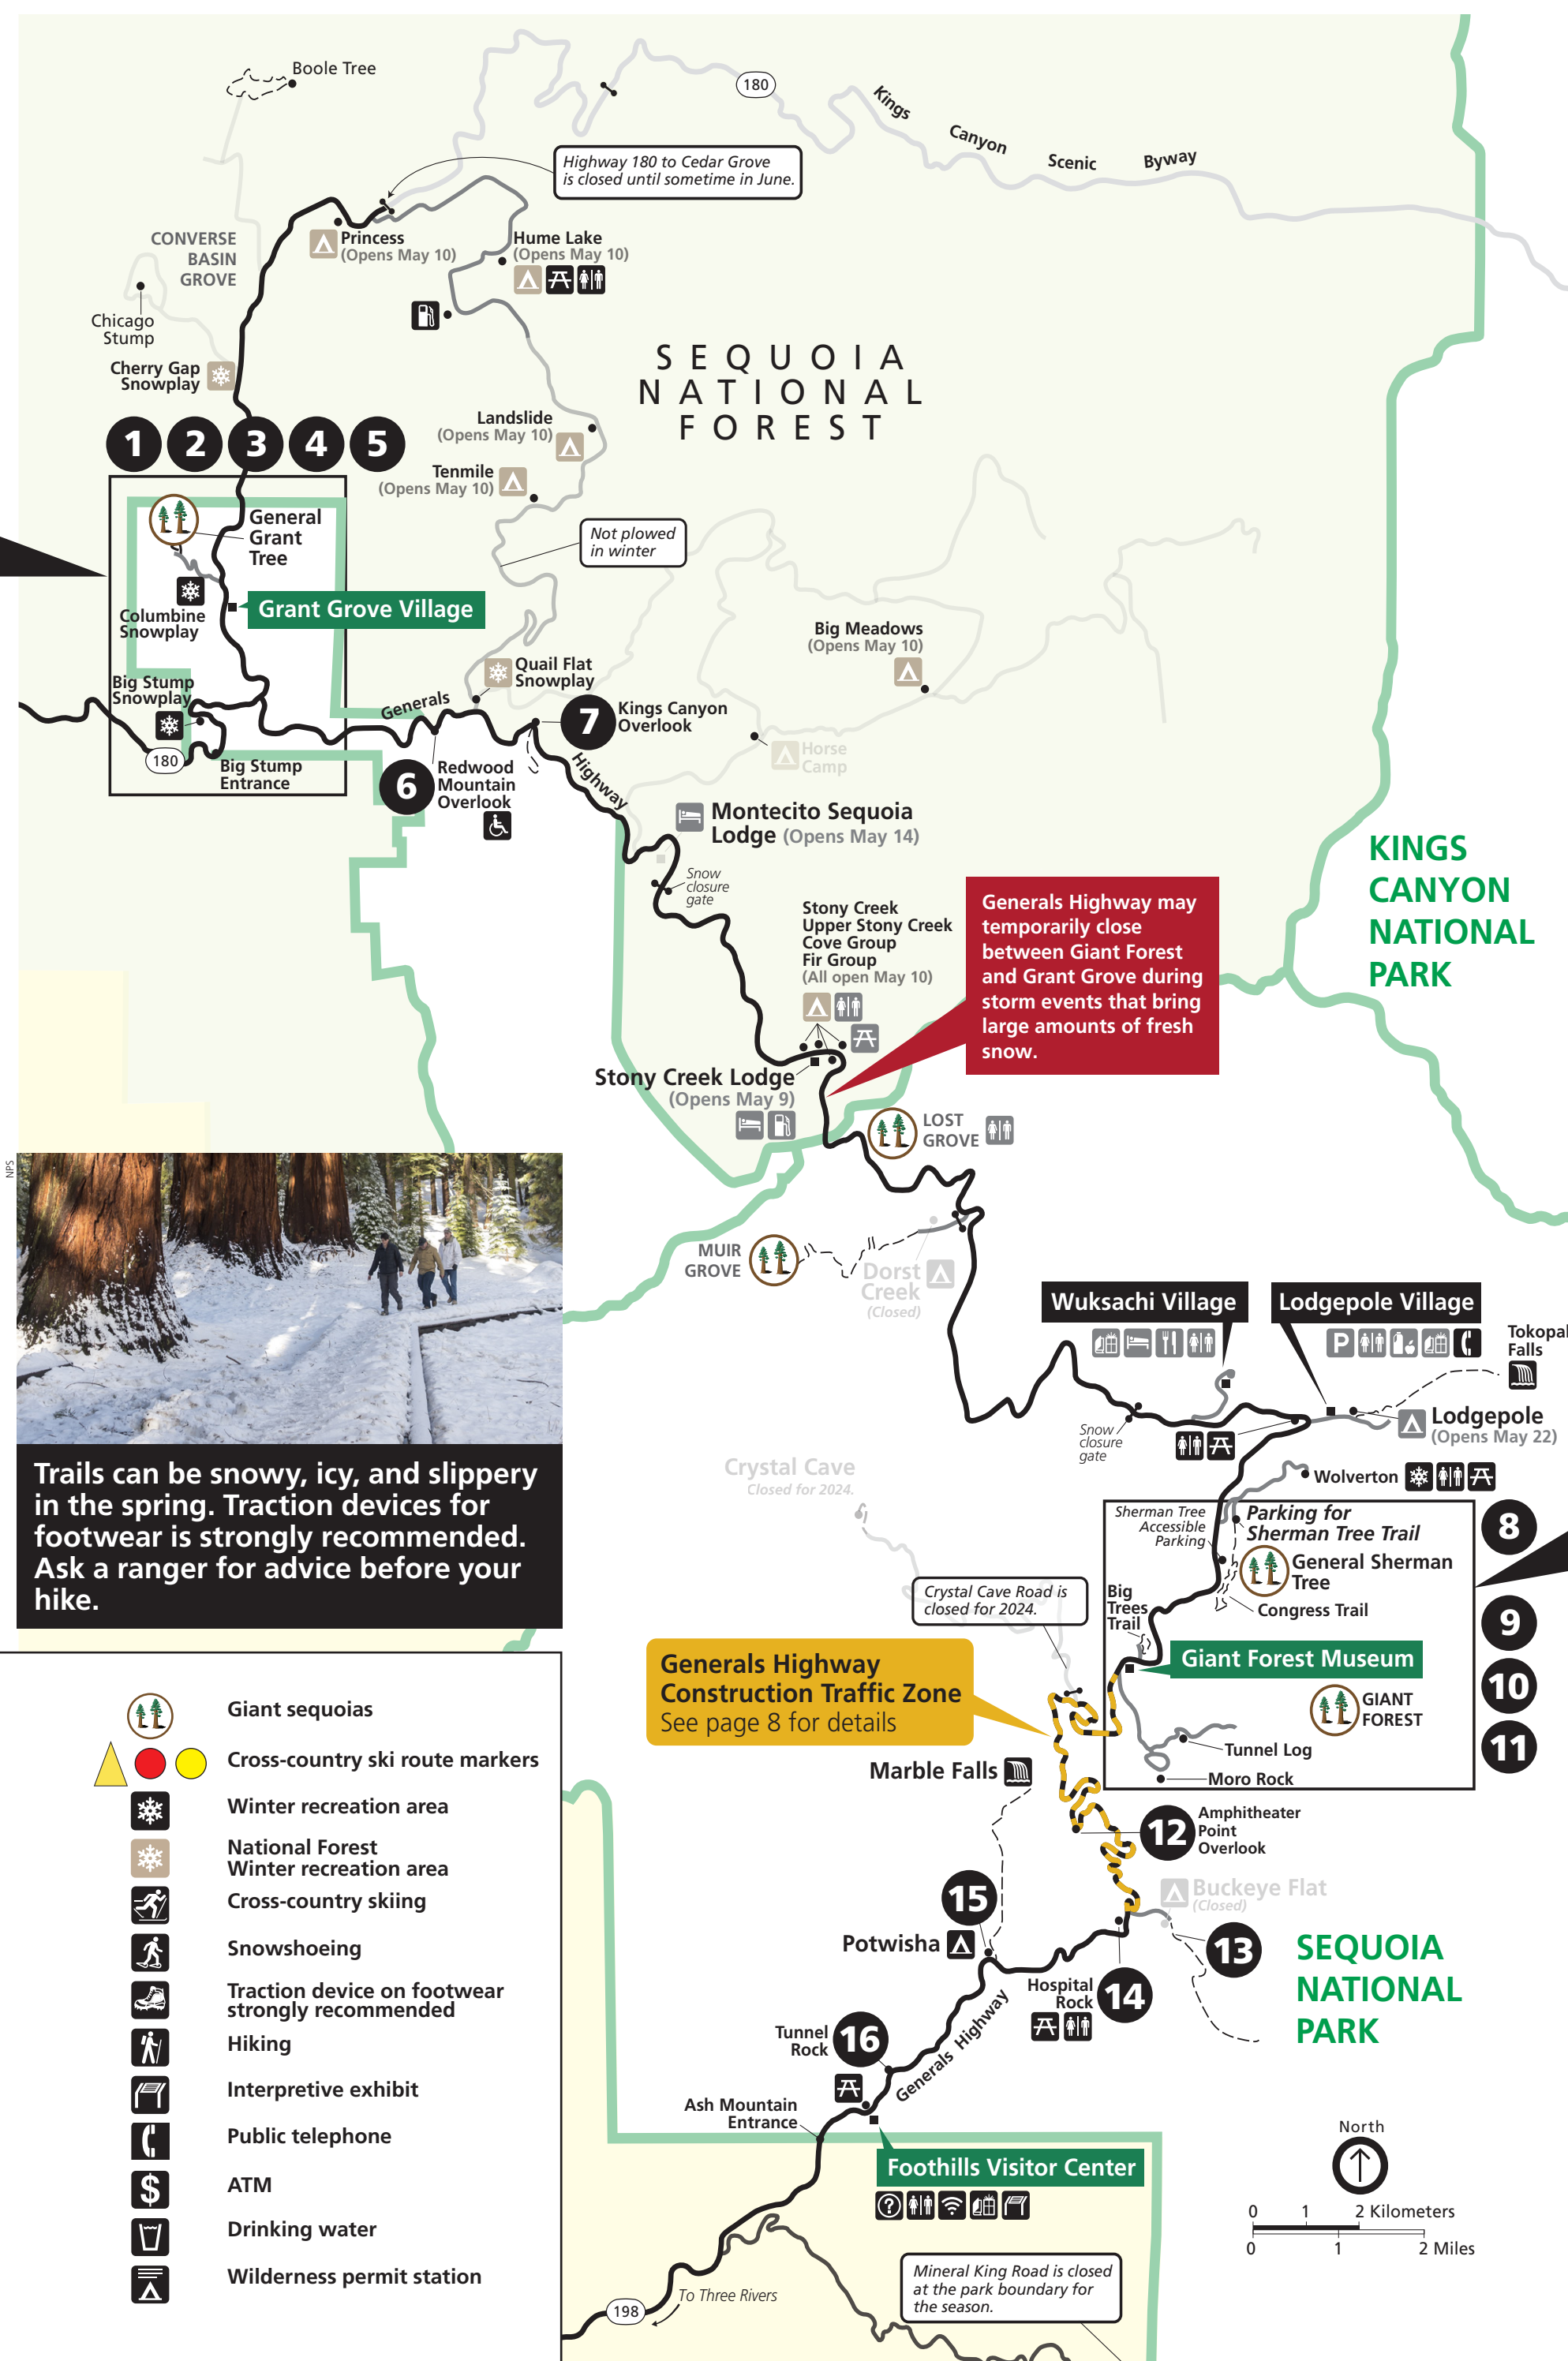 Boole Tree
180
Kings
Canyon
Scenic
Byway
Highway 180 to Cedar Grove
is closed until sometime in June.
CONVERSE
BASIN
GROVE
Princess
(Opens May 10)
Hume Lake
(Opens May 10)
Chicago
Stump
Cherry Gap
Snowplay
SEQUOIA
NATIONAL
FOREST
1 2 3 4 5
Landslide
(Opens May 10)
Tenmile
(Opens May 10)
General
Grant
Tree
Not plowed
in winter
Columbine
Snowplay
Grant Grove Village
Big Meadows
(Opens May 10)
Quail Flat
Snowplay
Big Stump
Snowplay
Generals
Highway
7
Kings Canyon
Overlook
180
Big Stump
Entrance
6
Redwood
Mountain
Overlook
Horse
Camp
Montecito Sequoia
Lodge (Opens May 14)
KINGS
CANYON
NATIONAL
PARK
Snow
closure
gate
Stony Creek
Upper Stony Creek
Cove Group
Fir Group
(All open May 10)
Generals Highway may
temporarily close
between Giant Forest
and Grant Grove during
storm events that bring
large amounts of fresh
snow.
Stony Creek Lodge
(Opens May 9)
LOST
GROVE
NPS
MUIR
GROVE
Dorst
Creek
(Closed)
Wuksachi Village
Lodgepole Village
P
Tokopal
Falls
Lodgepole
(Opens May 22)
Snow
closure
gate
Trails can be snowy, icy, and slippery
in the spring. Traction devices for
footwear is strongly recommended.
Ask a ranger for advice before your
hike.
Crystal Cave
Closed for 2024.
Wolverton
Sherman Tree
Accessible
Parking
Parking for
Sherman Tree Trail
8
General Sherman
Tree
Crystal Cave Road is
closed for 2024.
Big
Trees
Trail
Congress Trail
9
Giant Forest Museum
10
Generals Highway
Construction Traffic Zone
See page 8 for details
GIANT
FOREST
11
Tunnel Log
Moro Rock
Marble Falls
12
Amphitheater
Point
Overlook
Buckeye Flat
(Closed)
15
Potwisha
13
SEQUOIA
NATIONAL
PARK
Hospital
Rock
14
Tunnel
Rock
16
Generals Highway
Ash Mountain
Entrance
Foothills Visitor Center
?
North
0 1 2 Kilometers
0 1 2 Miles
Mineral King Road is closed
at the park boundary for
the season.
To Three Rivers
198
Giant sequoias
Cross-country ski route markers
Winter recreation area
National Forest
Winter recreation area
Cross-country skiing
Snowshoeing
Traction device on footwear
strongly recommended
Hiking
Interpretive exhibit
Public telephone
$
ATM
Drinking water
Wilderness permit station